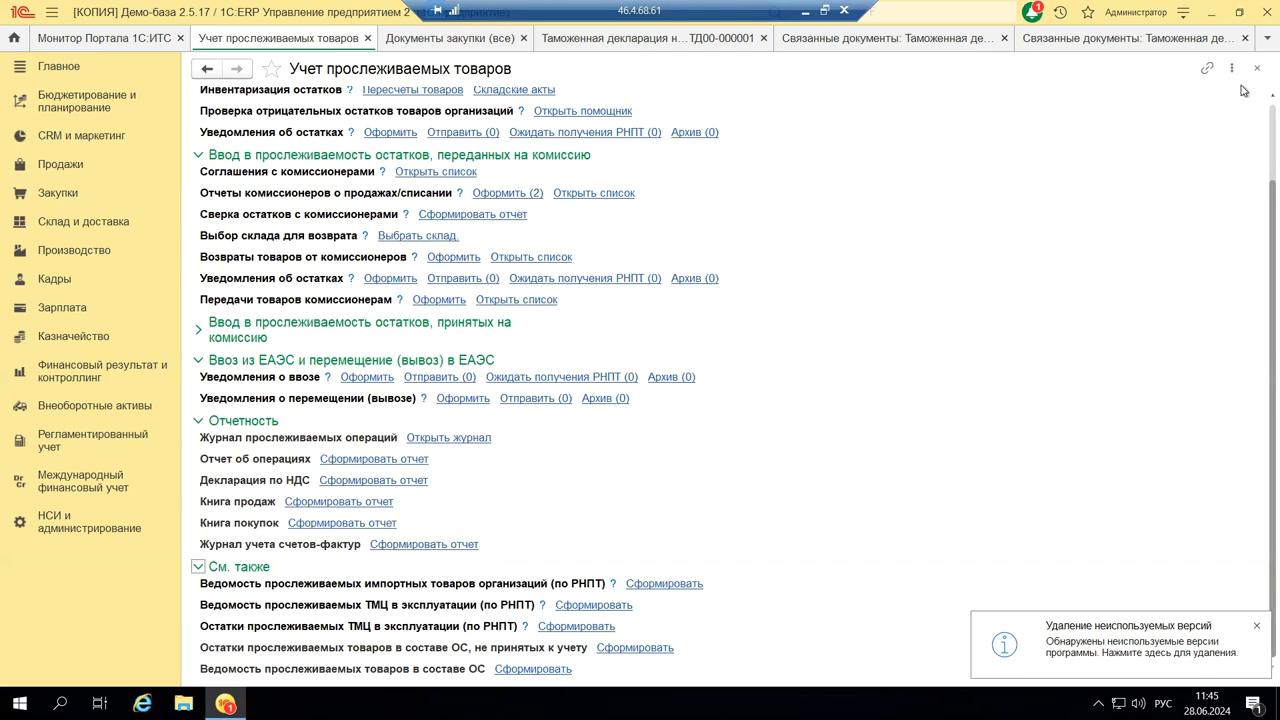 [КОПИЯ] Демо-база 2.5.17 / 1С:ERP Управление предприятием 2
46.4.68.61
Администратор
Монитор Портала 1С:ИТС
Учет прослеживаемых товаров
Документы закупки (все)
Таможенная декларация н...ТД00-000001
Связанные документы: Таможенная де...
Связанные документы: Таможенная де...
Главное
Бюджетирование и
планирование
CRM и маркетинг
Продажи
Закупки
Склад и доставка
Производство
Кадры
Зарплата
Казначейство
Финансовый результат и
контроллинг
Внеоборотные активы
Регламентированный
учет
Международный
финансовый учет
НСИ и
администрирование
Учет прослеживаемых товаров
Инвентаризация остатков ? Пересчеты товаров Складские акты
Проверка отрицательных остатков товаров организаций ? Открыть помощник
Уведомления об остатках ? Оформить Отправить (0) Ожидать получения РНПТ (0) Архив (0)
Ввод в прослеживаемость остатков, переданных на комиссию
Соглашения с комиссионерами ? Открыть список
Отчеты комиссионеров о продажах/списании ? Оформить (2) Открыть список
Сверка остатков с комиссионерами ? Сформировать отчет
Выбор склада для возврата ? Выбрать склад.
Возвраты товаров от комиссионеров ? Оформить Открыть список
Уведомления об остатках ? Оформить Отправить (0) Ожидать получения РНПТ (0) Архив (0)
Передачи товаров комиссионерам ? Оформить Открыть список
Ввод в прослеживаемость остатков, принятых на
комиссию
Ввоз из ЕАЭС и перемещение (вывоз) в ЕАЭС
Уведомления о ввозе ? Оформить Отправить (0) Ожидать получения РНПТ (0) Архив (0)
Уведомления о перемещении (вывозе) ? Оформить Отправить (0) Архив (0)
Отчетность
Журнал прослеживаемых операций Открыть журнал
Отчет об операциях Сформировать отчет
Декларация по НДС Сформировать отчет
Книга продаж Сформировать отчет
Книга покупок Сформировать отчет
Журнал учета счетов-фактур Сформировать отчет
См. также
Ведомость прослеживаемых импортных товаров организаций (по РНПТ) ? Сформировать
Ведомость прослеживаемых ТМЦ в эксплуатации (по РНПТ) ? Сформировать
Остатки прослеживаемых ТМЦ в эксплуатации (по РНПТ) ? Сформировать
Остатки прослеживаемых товаров в составе ОС, не принятых к учету Сформировать
Ведомость прослеживаемых товаров в составе ОС Сформировать
Удаление неиспользуемых версий
Обнаружены неиспользуемые версии
программы. Нажмите здесь для удаления.
РУС
11:45
28.06.2024